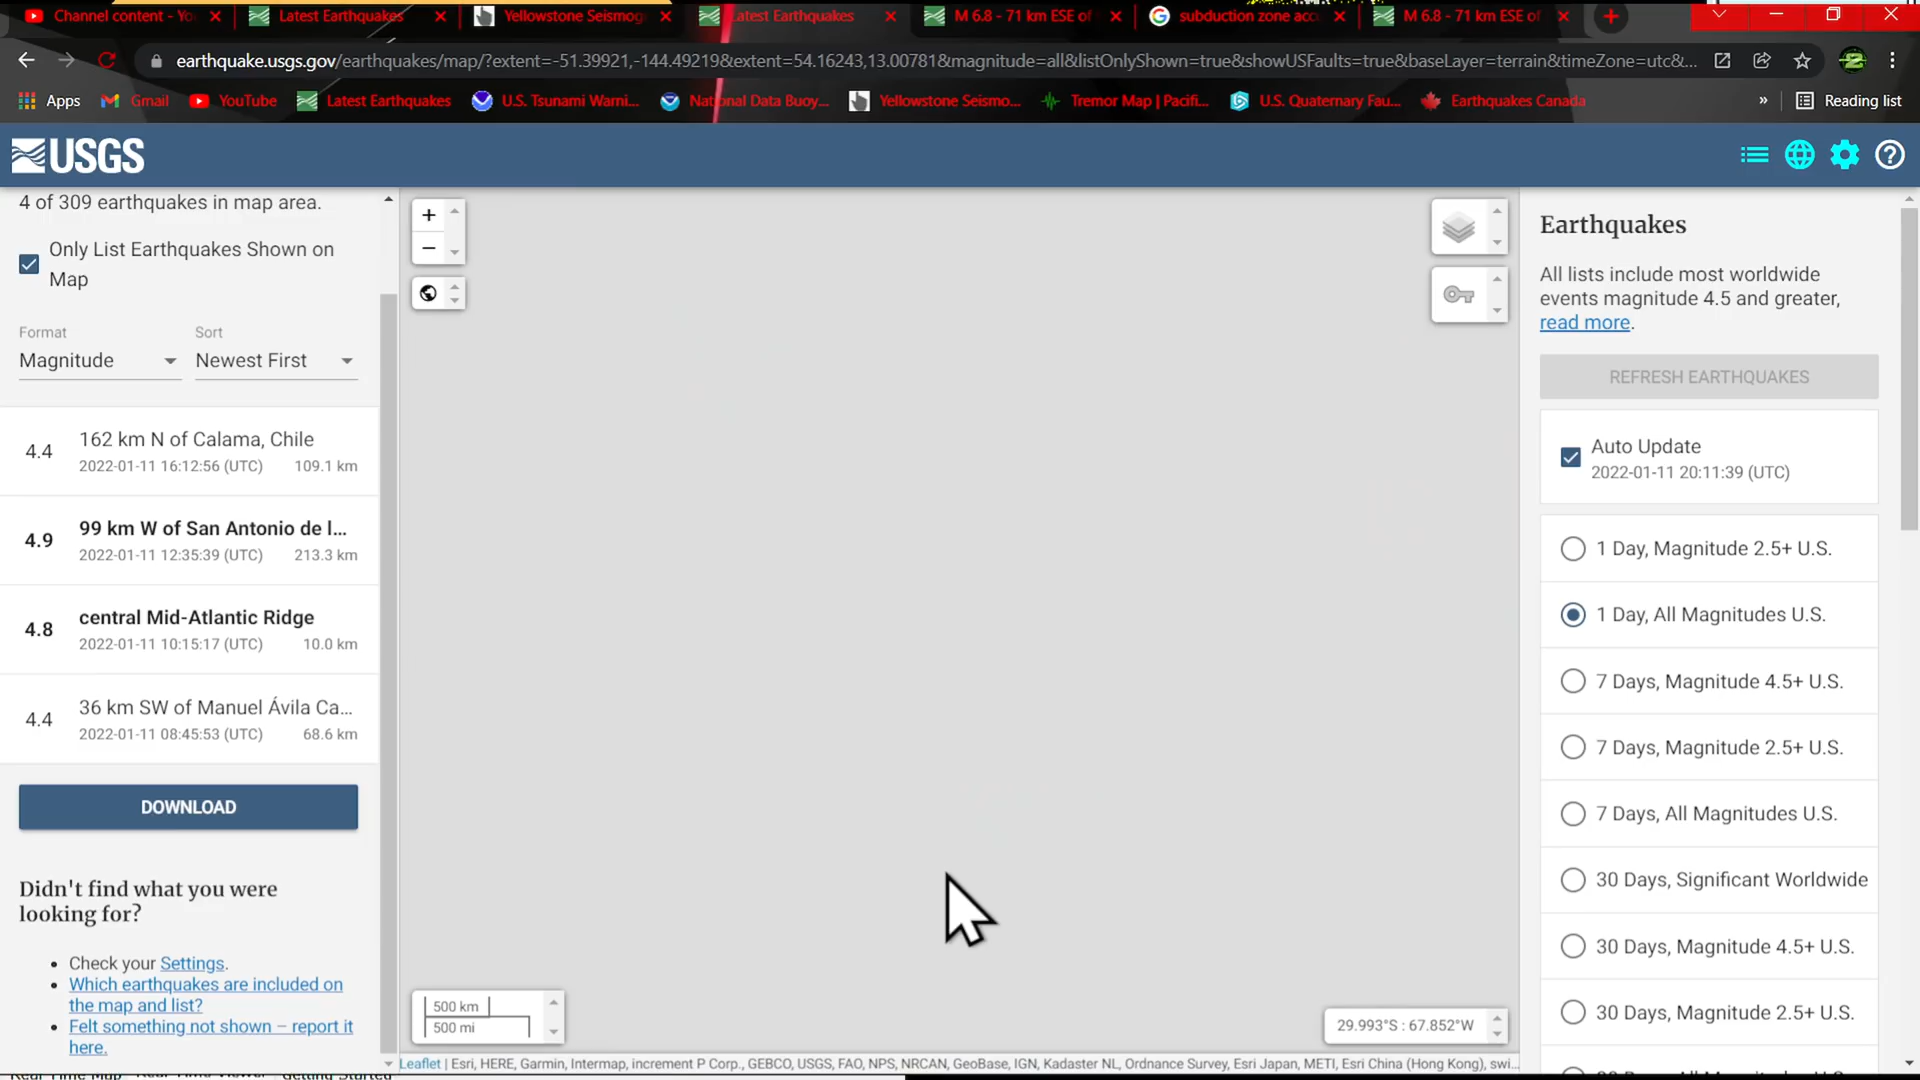 Channel content - Yo
Latest Earthquakes
Yellowstone Seismog
Latest Earthquakes
M 6.8 - 71 km ESE of
subduction zone acc
M 6.8 - 71 km ESE of
earthquake.usgs.gov/earthquakes/map/?extent=-51.39921,-144.49219&extent=54.16243,13.00781&magnitude=all&listOnlyShown=true&showUSFaults=true&baseLayer=terrain&timeZone=utc&...
Apps
Gmail
YouTube
Latest Earthquakes
U.S. Tsunami Warni...
National Data Buoy...
Yellowstone Seismo...
Tremor Map | Pacifi...
U.S. Quaternary Fau...
Earthquakes Canada
»
Reading list
USGS
4 of 309 earthquakes in map area.
Only List Earthquakes Shown on
Map
Format
Magnitude
Sort
Newest First
4.4
162 km N of Calama, Chile
2022-01-11 16:12:56 (UTC) 109.1 km
4.9
99 km W of San Antonio de l...
2022-01-11 12:35:39 (UTC) 213.3 km
4.8
central Mid-Atlantic Ridge
2022-01-11 10:15:17 (UTC) 10.0 km
4.4
36 km SW of Manuel Ávila Ca...
2022-01-11 08:45:53 (UTC) 68.6 km
DOWNLOAD
Didn't find what you were
looking for?
• Check your Settings.
• Which earthquakes are included on
the map and list?
• Felt something not shown – report it
here.
+
−
500 km
500 mi
29.993°S : 67.852°W
Leaflet | Esri, HERE, Garmin, Intermap, increment P Corp., GEBCO, USGS, FAO, NPS, NRCAN, GeoBase, IGN, Kadaster NL, Ordnance Survey, Esri Japan, METI, Esri China (Hong Kong), swi...
Earthquakes
All lists include most worldwide
events magnitude 4.5 and greater,
read more.
REFRESH EARTHQUAKES
Auto Update
2022-01-11 20:11:39 (UTC)
1 Day, Magnitude 2.5+ U.S.
1 Day, All Magnitudes U.S.
7 Days, Magnitude 4.5+ U.S.
7 Days, Magnitude 2.5+ U.S.
7 Days, All Magnitudes U.S.
30 Days, Significant Worldwide
30 Days, Magnitude 4.5+ U.S.
30 Days, Magnitude 2.5+ U.S.